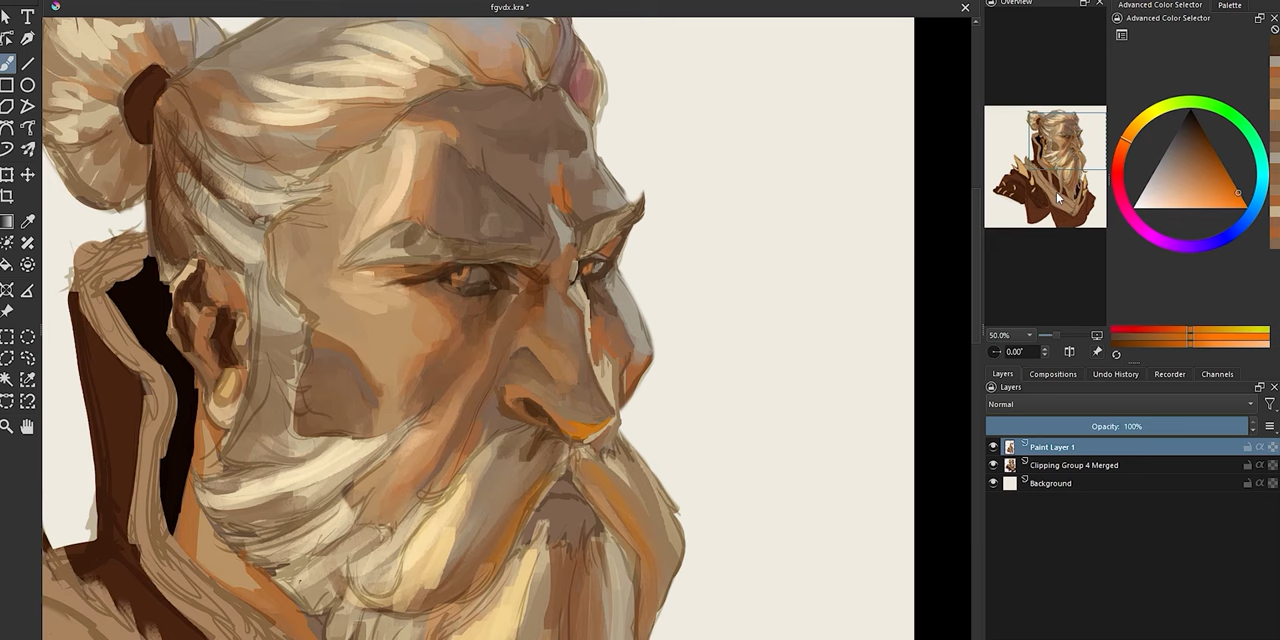 fgvdx.kra *
Overview
Advanced Color Selector
Palette
Advanced Color Selector
50.0%
0.00°
Layers
Compositions
Undo History
Recorder
Channels
Layers
Normal
Opacity: 100%
Paint Layer 1
Clipping Group 4 Merged
Background